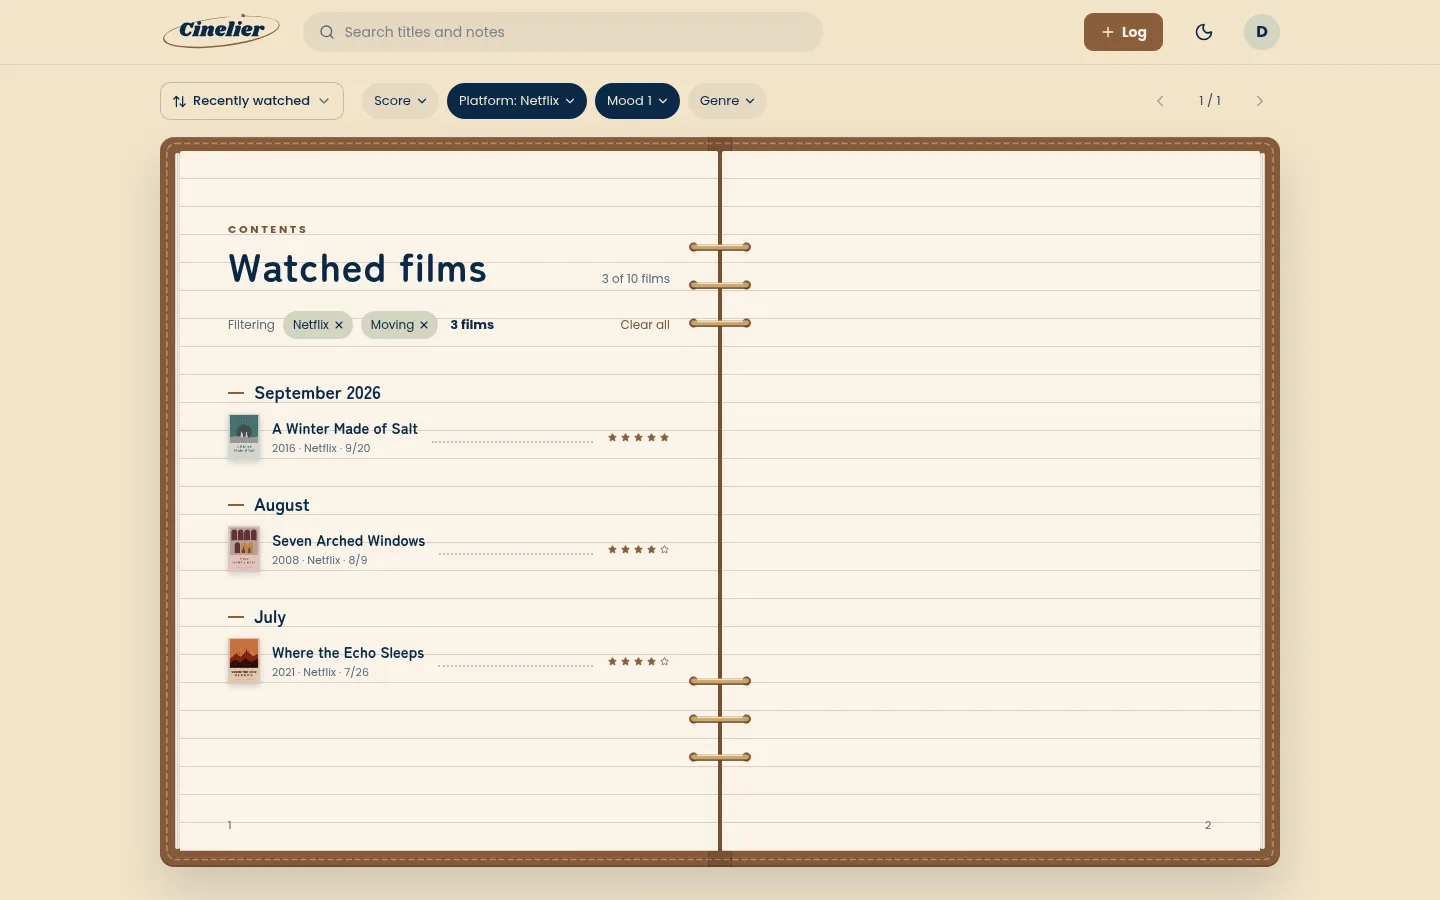 Cinelier
Search titles and notes
+ Log
D
Recently watched
Score
Platform: Netflix
Mood 1
Genre
1 / 1
CONTENTS
Watched films
3 of 10 films
Filtering
Netflix ✕
Moving ✕
3 films
Clear all
September 2026
A Winter Made of Salt
2016 · Netflix · 9/20
August
Seven Arched Windows
2008 · Netflix · 8/9
July
Where the Echo Sleeps
2021 · Netflix · 7/26
1
2